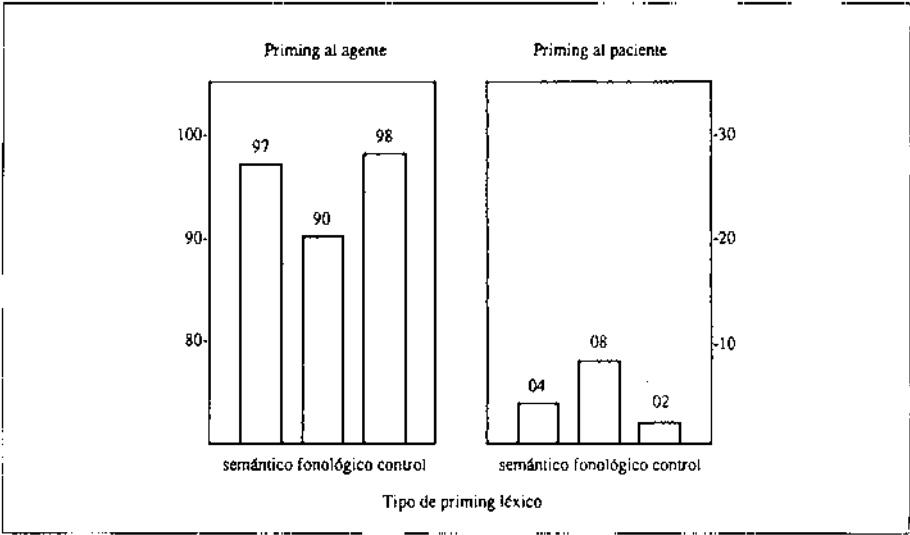 Priming al agente
Priming al paciente
100-
97
98
90
90-
80-
-30
-20
-10
04
08
02
semántico fonológico control
semántico fonológico control
Tipo de priming léxico